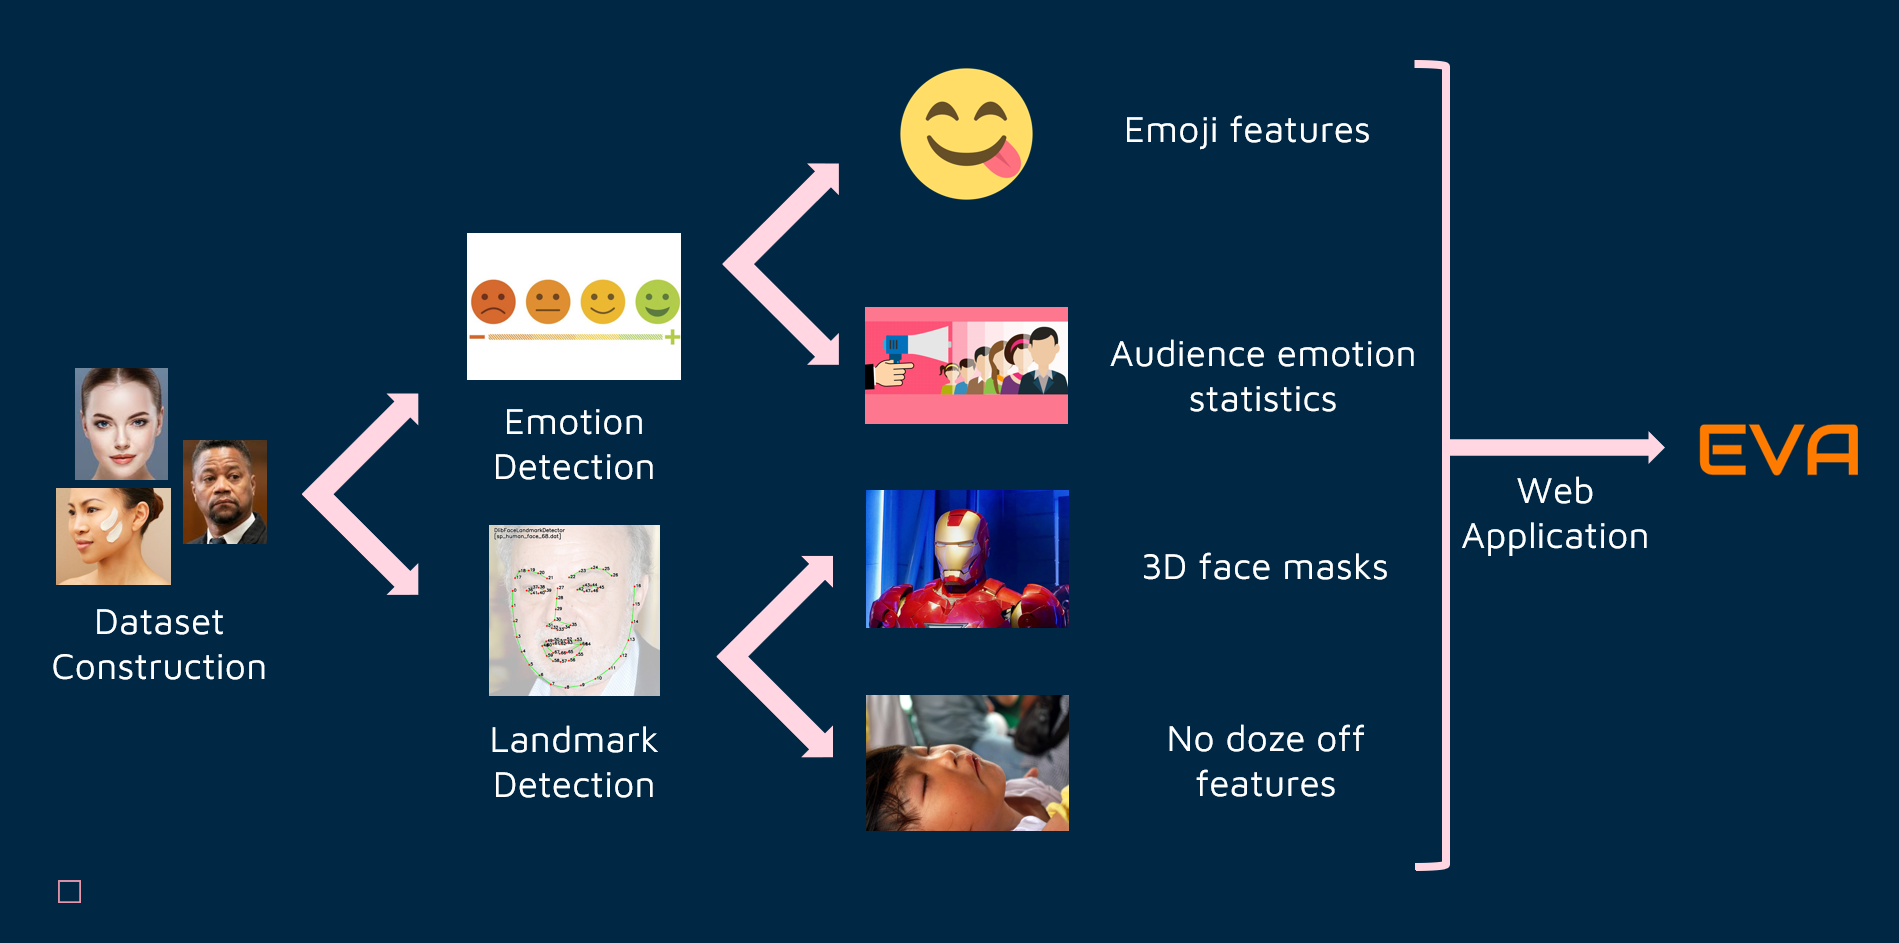 Emoji features
Audience emotion
statistics
Emotion
Detection
Dataset
Construction
DlibFaceLandmarkDetector
[sp_human_face_68.dat]
Landmark
Detection
3D face masks
No doze off
features
Web
Application
EVA